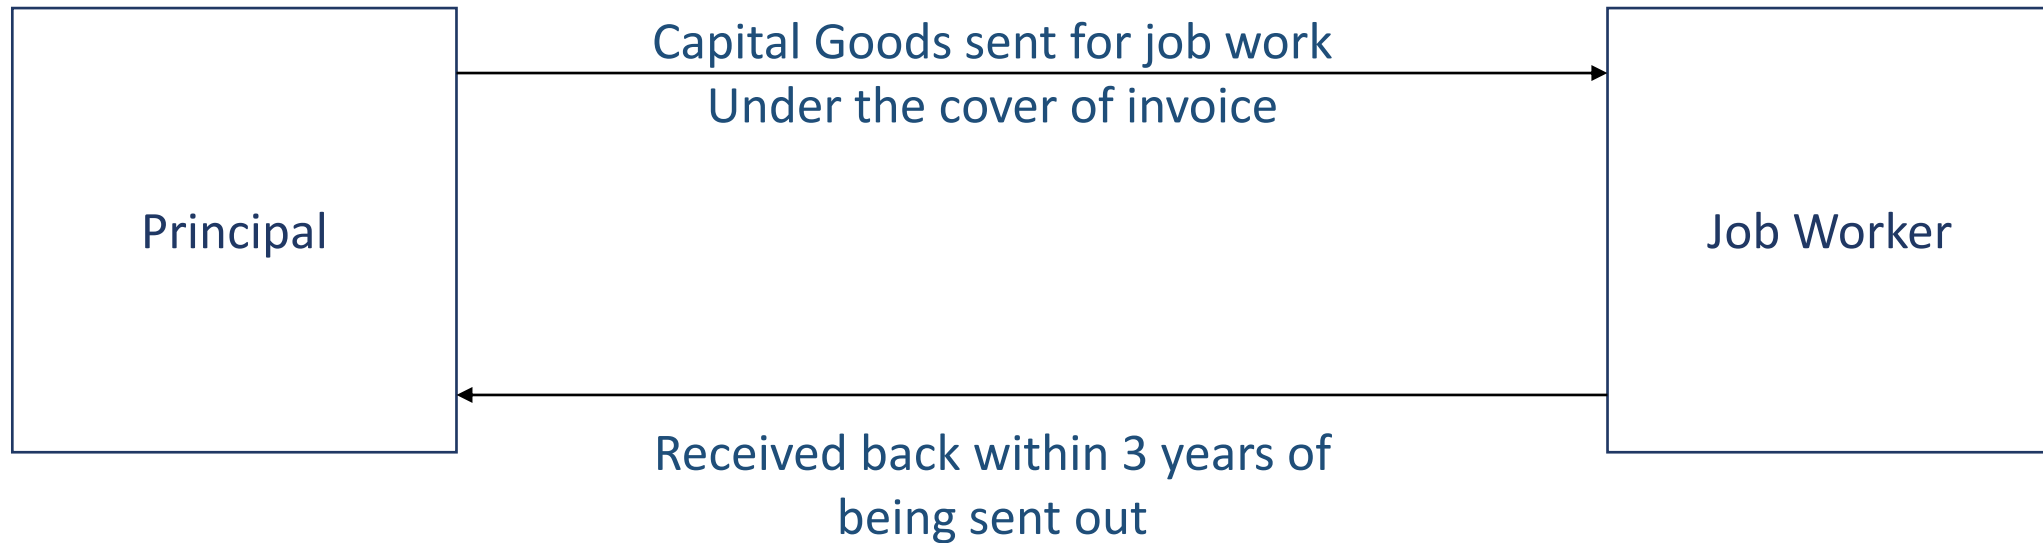 Capital Goods sent for job work
Under the cover of invoice
Principal
Job Worker
Received back within 3 years of
being sent out